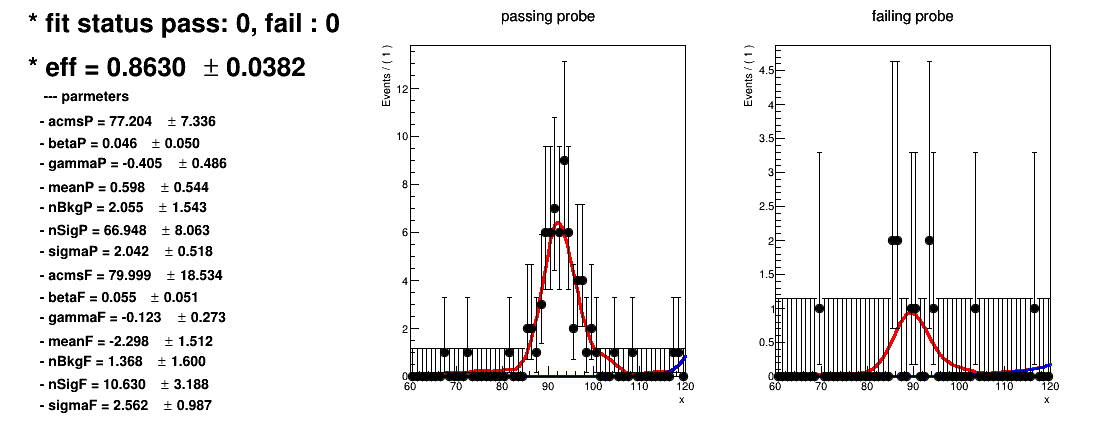 * fit status pass: 0, fail : 0
* eff = 0.8630 ± 0.0382
--- parmeters
- acmsP = 77.204 ± 7.336
- betaP = 0.046 ± 0.050
- gammaP = -0.405 ± 0.486
- meanP = 0.598 ± 0.544
- nBkgP = 2.055 ± 1.543
- nSigP = 66.948 ± 8.063
- sigmaP = 2.042 ± 0.518
- acmsF = 79.999 ± 18.534
- betaF = 0.055 ± 0.051
- gammaF = -0.123 ± 0.273
- meanF = -2.298 ± 1.512
- nBkgF = 1.368 ± 1.600
- nSigF = 10.630 ± 3.188
- sigmaF = 2.562 ± 0.987
passing probe
Events / ( 1 )
12
10
8
6
4
2
0
60 70 80 90 100 110 120
x
failing probe
Events / ( 1 )
4.5
4
3.5
3
2.5
2
1.5
1
0.5
0
60 70 80 90 100 110 120
x